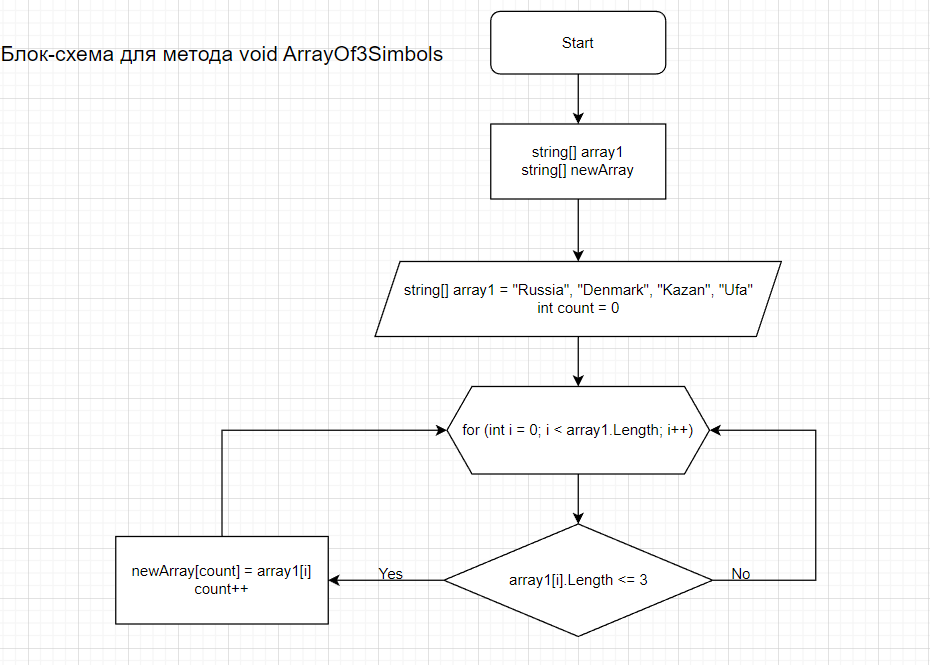 Блок-схема для метода void ArrayOf3Simbols
Start
string[] array1
string[] newArray
string[] array1 = "Russia", "Denmark", "Kazan", "Ufa"
int count = 0
for (int i = 0; i < array1.Length; i++)
newArray[count] = array1[i]
count++
Yes
array1[i].Length <= 3
No